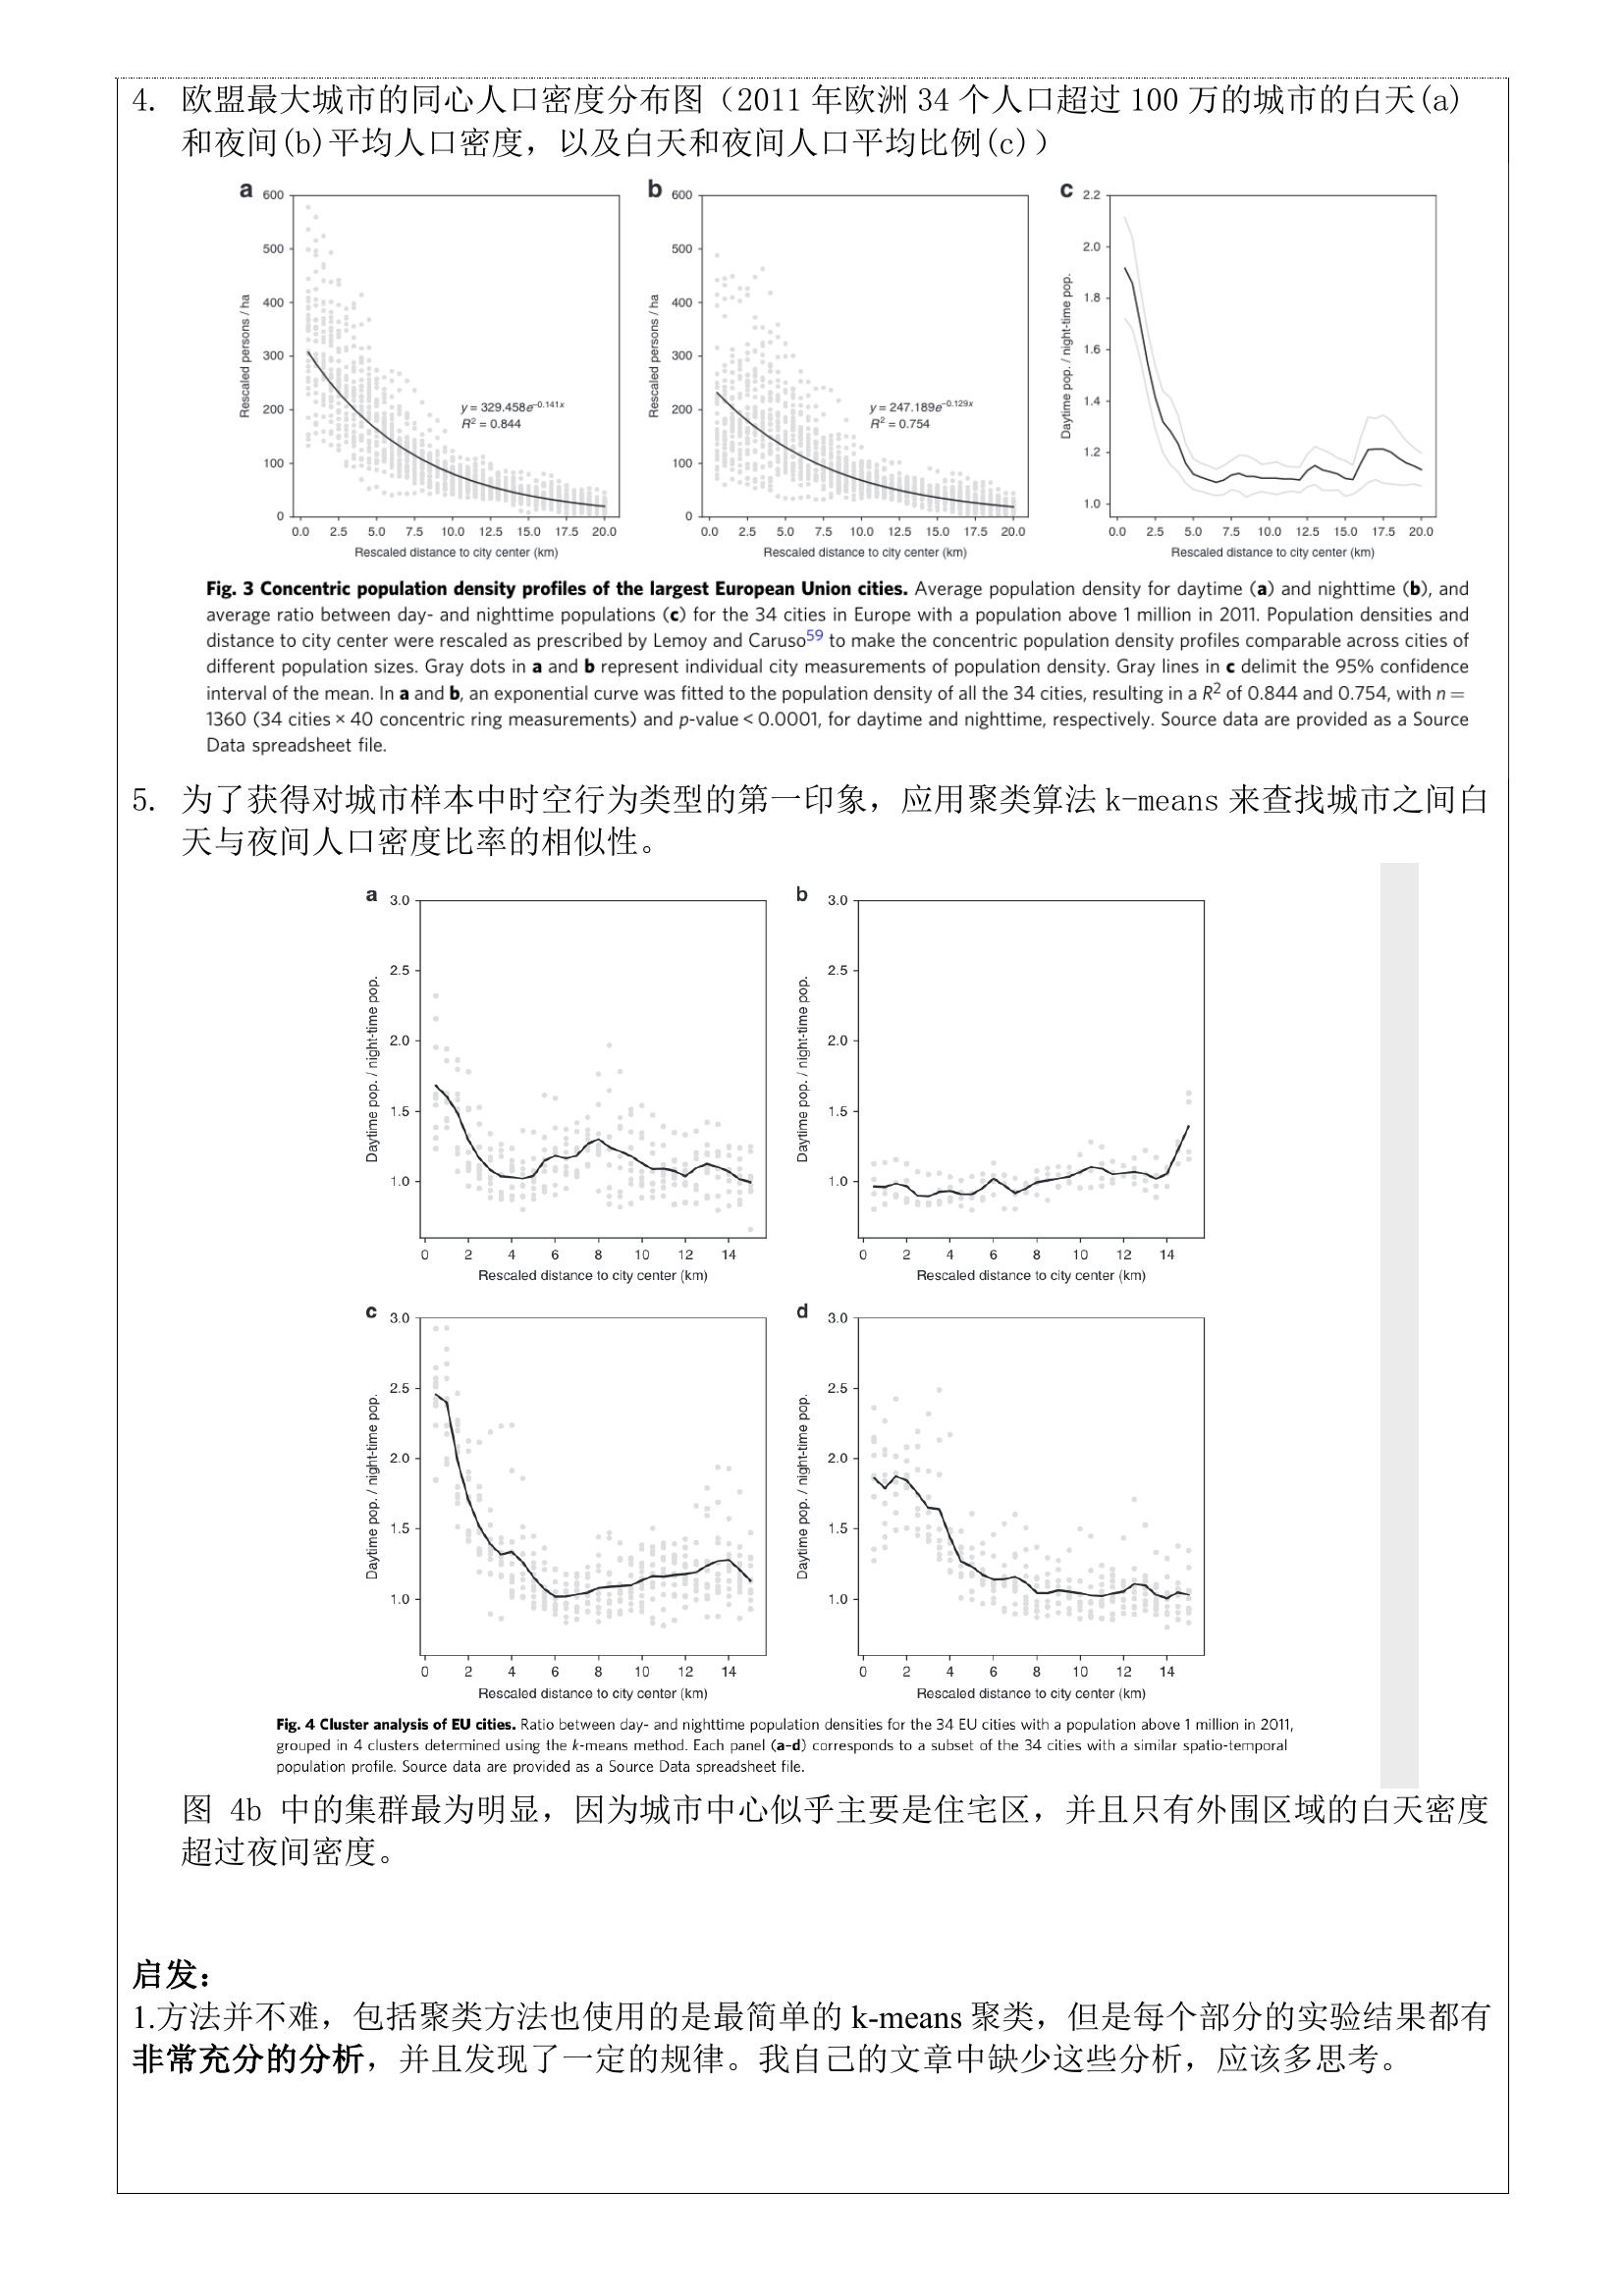 4. 欧盟最大城市的同心人口密度分布图（2011 年欧洲 34 个人口超过 100 万的城市的白天(a)
和夜间(b)平均人口密度，以及白天和夜间人口平均比例(c)）
a
600
500
400
300
200
100
0
Rescaled persons / ha
y = 329.458e^−0.141x
R² = 0.844
0.0 2.5 5.0 7.5 10.0 12.5 15.0 17.5 20.0
Rescaled distance to city center (km)
b
600
500
400
300
200
100
0
Rescaled persons / ha
y = 247.189e^−0.129x
R² = 0.754
0.0 2.5 5.0 7.5 10.0 12.5 15.0 17.5 20.0
Rescaled distance to city center (km)
c
2.2
2.0
1.8
1.6
1.4
1.2
1.0
Daytime pop. / night-time pop.
0.0 2.5 5.0 7.5 10.0 12.5 15.0 17.5 20.0
Rescaled distance to city center (km)
Fig. 3 Concentric population density profiles of the largest European Union cities. Average population density for daytime (a) and nighttime (b), and
average ratio between day- and nighttime populations (c) for the 34 cities in Europe with a population above 1 million in 2011. Population densities and
distance to city center were rescaled as prescribed by Lemoy and Caruso59 to make the concentric population density profiles comparable across cities of
different population sizes. Gray dots in a and b represent individual city measurements of population density. Gray lines in c delimit the 95% confidence
interval of the mean. In a and b, an exponential curve was fitted to the population density of all the 34 cities, resulting in a R² of 0.844 and 0.754, with n =
1360 (34 cities × 40 concentric ring measurements) and p-value < 0.0001, for daytime and nighttime, respectively. Source data are provided as a Source
Data spreadsheet file.
5. 为了获得对城市样本中时空行为类型的第一印象，应用聚类算法 k-means 来查找城市之间白
天与夜间人口密度比率的相似性。
a
3.0
2.5
2.0
1.5
1.0
Daytime pop. / night-time pop.
0 2 4 6 8 10 12 14
Rescaled distance to city center (km)
b
3.0
2.5
2.0
1.5
1.0
Daytime pop. / night-time pop.
0 2 4 6 8 10 12 14
Rescaled distance to city center (km)
c
3.0
2.5
2.0
1.5
1.0
Daytime pop. / night-time pop.
0 2 4 6 8 10 12 14
Rescaled distance to city center (km)
d
3.0
2.5
2.0
1.5
1.0
Daytime pop. / night-time pop.
0 2 4 6 8 10 12 14
Rescaled distance to city center (km)
Fig. 4 Cluster analysis of EU cities. Ratio between day- and nighttime population densities for the 34 EU cities with a population above 1 million in 2011,
grouped in 4 clusters determined using the k-means method. Each panel (a–d) corresponds to a subset of the 34 cities with a similar spatio-temporal
population profile. Source data are provided as a Source Data spreadsheet file.
图 4b 中的集群最为明显，因为城市中心似乎主要是住宅区，并且只有外围区域的白天密度
超过夜间密度。
启发：
1.方法并不难，包括聚类方法也使用的是最简单的 k-means 聚类，但是每个部分的实验结果都有
非常充分的分析，并且发现了一定的规律。我自己的文章中缺少这些分析，应该多思考。